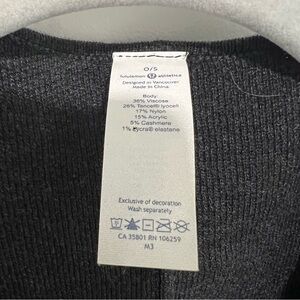 O/S
lululemon athletica
Designed in Vancouver
Made in China
Body:
36% Viscose
26% Tencel® lyocell
17% Nylon
15% Acrylic
5% Cashmere
1% Lycra® elastane
Exclusive of decoration
Wash separately
CA 35801 RN 106259
M3